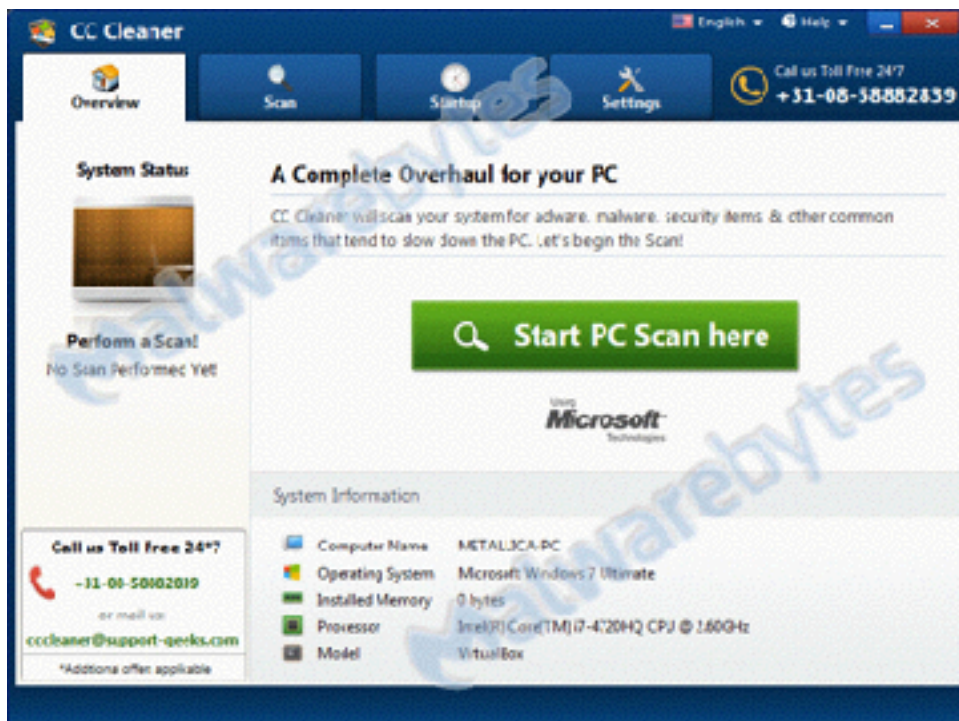 CC Cleaner
English
Help
Overview
Scan
Startup
Settings
Call us Toll Free 24*7
+31-08-58882839
System Status
Perform a Scan!
No Scan Performed Yet!
A Complete Overhaul for your PC
CC Cleaner will scan your system for adware, malware, security items & other common
items that tend to slow down the PC. Let's begin the Scan!
Start PC Scan here
Using
Microsoft
Technologies
System Information
Computer Name METALLICA-PC
Operating System Microsoft Windows 7 Ultimate
Installed Memory 0 bytes
Processor Intel(R) Core(TM) i7-4720HQ CPU @ 2.60GHz
Model VirtualBox
Call us Toll Free 24*7
+31-08-58882839
or mail us:
cccleaner@support-geeks.com
*Additional offers applicable
Malwarebytes
Malwarebytes